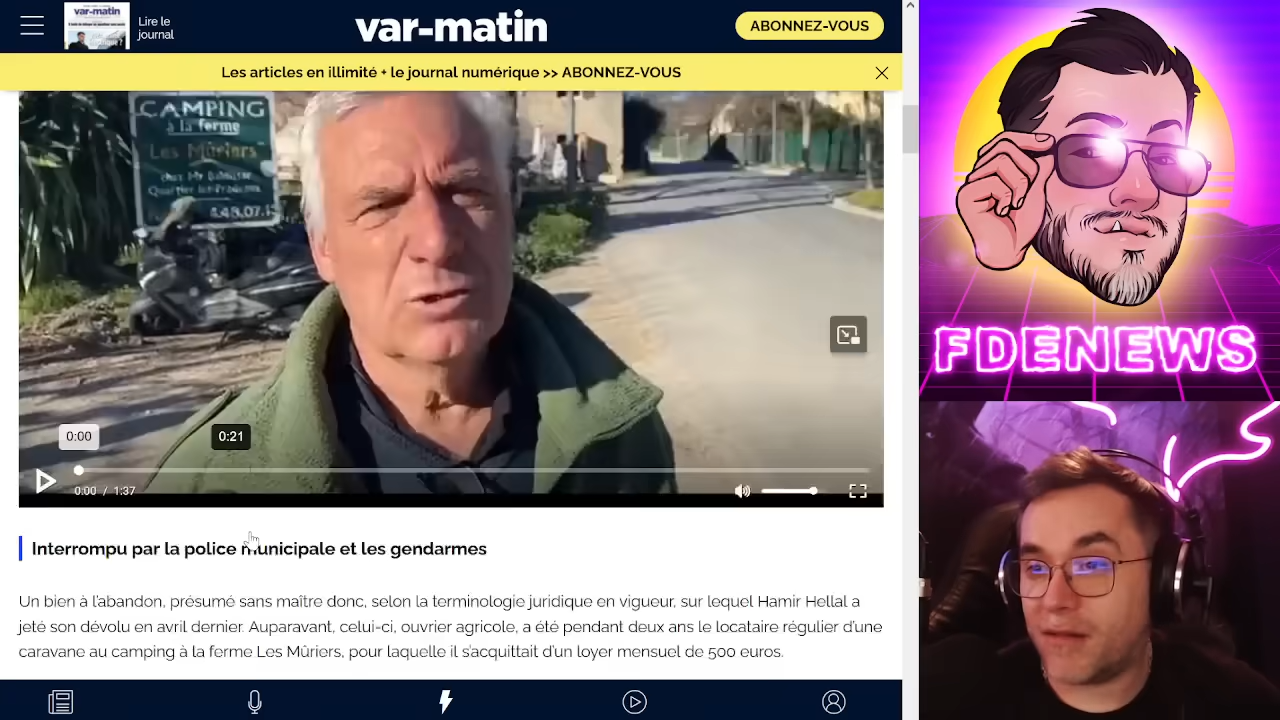 Lire le
journal
var-matin
var-matin
ABONNEZ-VOUS
Les articles en illimité + le journal numérique >> ABONNEZ-VOUS
CAMPING
à la ferme
Les Mûriers
chez Mr
Quartier
0:00
0:21
0:00 / 1:37
Interrompu par la police municipale et les gendarmes
Un bien à l'abandon, présumé sans maître donc, selon la terminologie juridique en vigueur, sur lequel Hamir Hellal a
jeté son dévolu en avril dernier. Auparavant, celui-ci, ouvrier agricole, a été pendant deux ans le locataire régulier d'une
caravane au camping à la ferme Les Mûriers, pour laquelle il s'acquittait d'un loyer mensuel de 500 euros.
FDENEWS